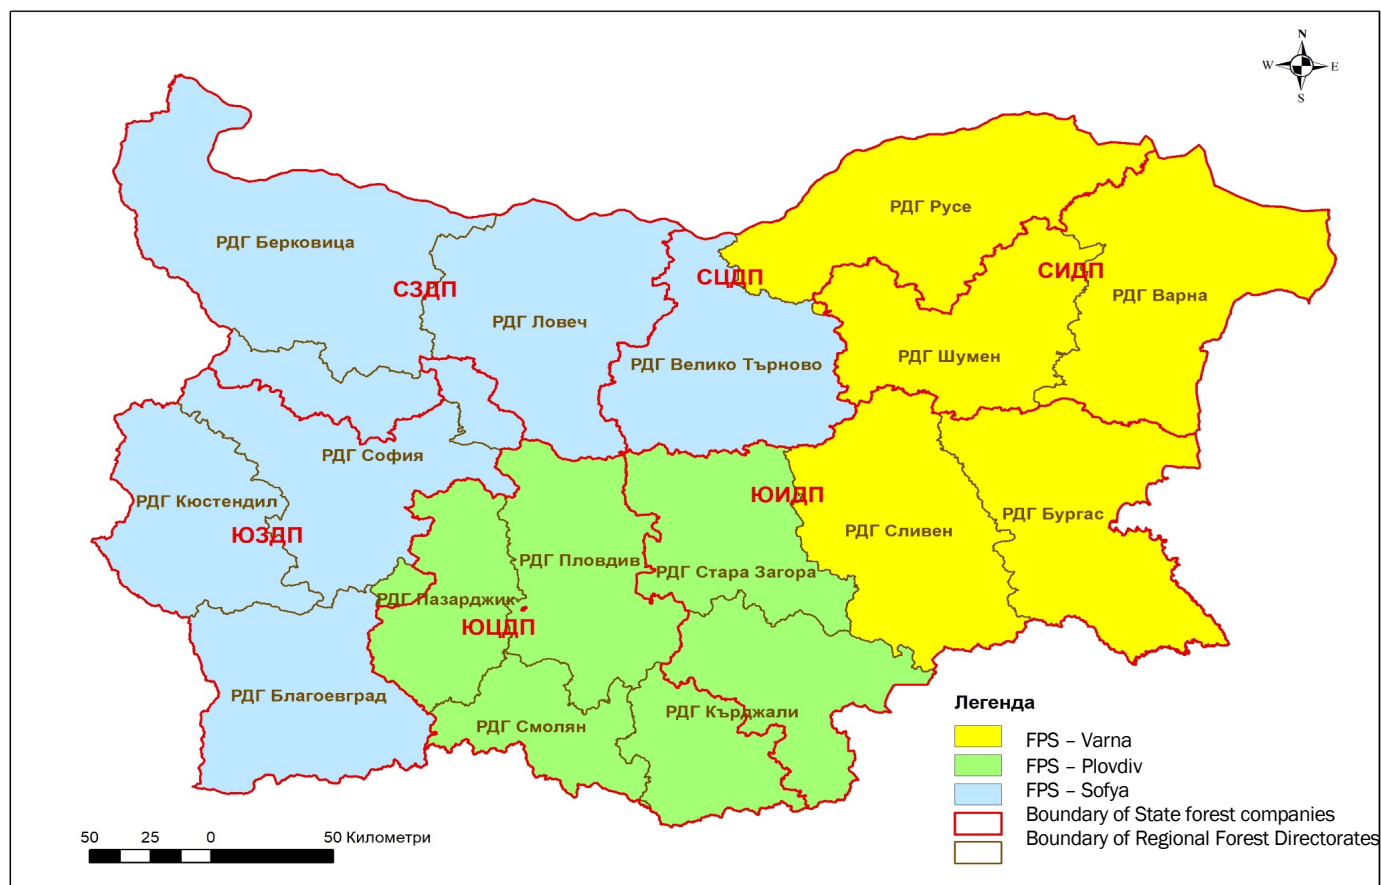 N
W E
S
РДГ Русе
РДГ Берковица
СЦДП
СИДП
СЗДП
РДГ Варна
РДГ Ловеч
РДГ Шумен
РДГ Велико Търново
РДГ София
РДГ Кюстендил
ЮИДП
РДГ Бургас
РДГ Сливен
ЮЗДП
РДГ Пловдив
РДГ Стара Загора
РДГ Пазарджик
ЮЦДП
РДГ Благоевград
РДГ Кърджали
РДГ Смолян
Легенда
FPS – Varna
FPS – Plovdiv
FPS – Sofya
Boundary of State forest companies
Boundary of Regional Forest Directorates
50 25 0 50 Километри